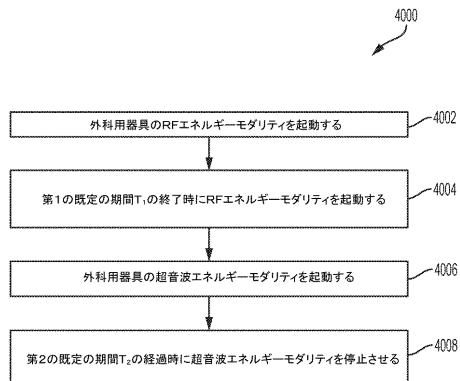 4000
外科用器具のRFエネルギーモダリティを起動する
4002
第1の既定の期間T₁の終了時にRFエネルギーモダリティを起動する
4004
外科用器具の超音波エネルギーモダリティを起動する
4006
第2の既定の期間T₂の経過時に超音波エネルギーモダリティを停止させる
4008